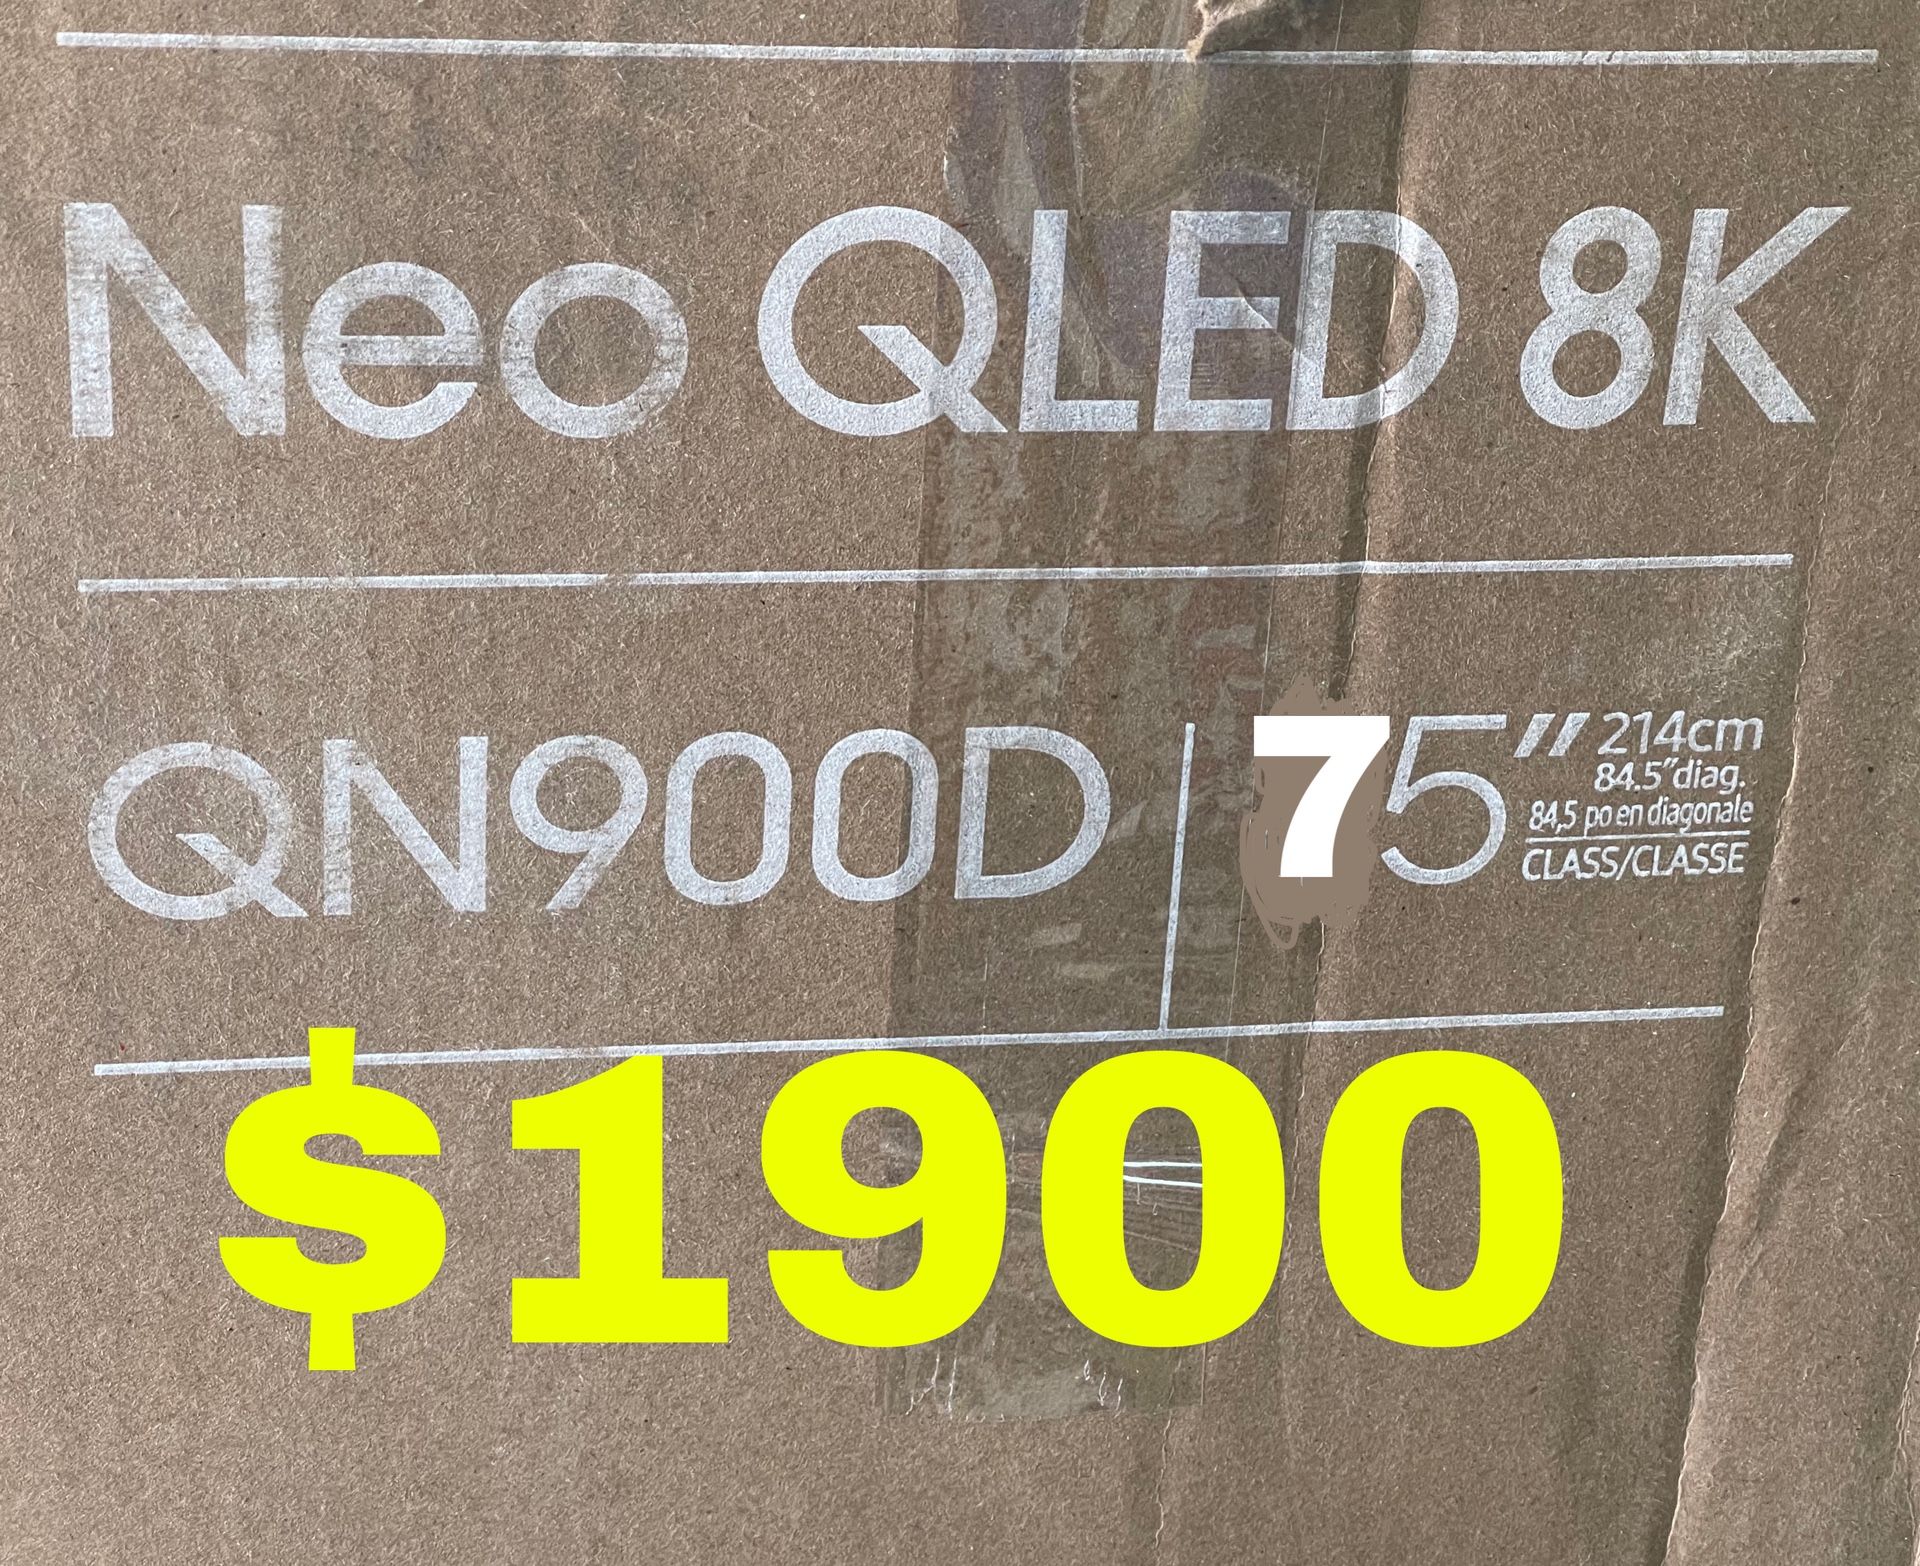 Neo QLED 8K
QN900D | 75" 214cm
84.5" diag.
84,5 po en diagonale
CLASS/CLASSE
$1900